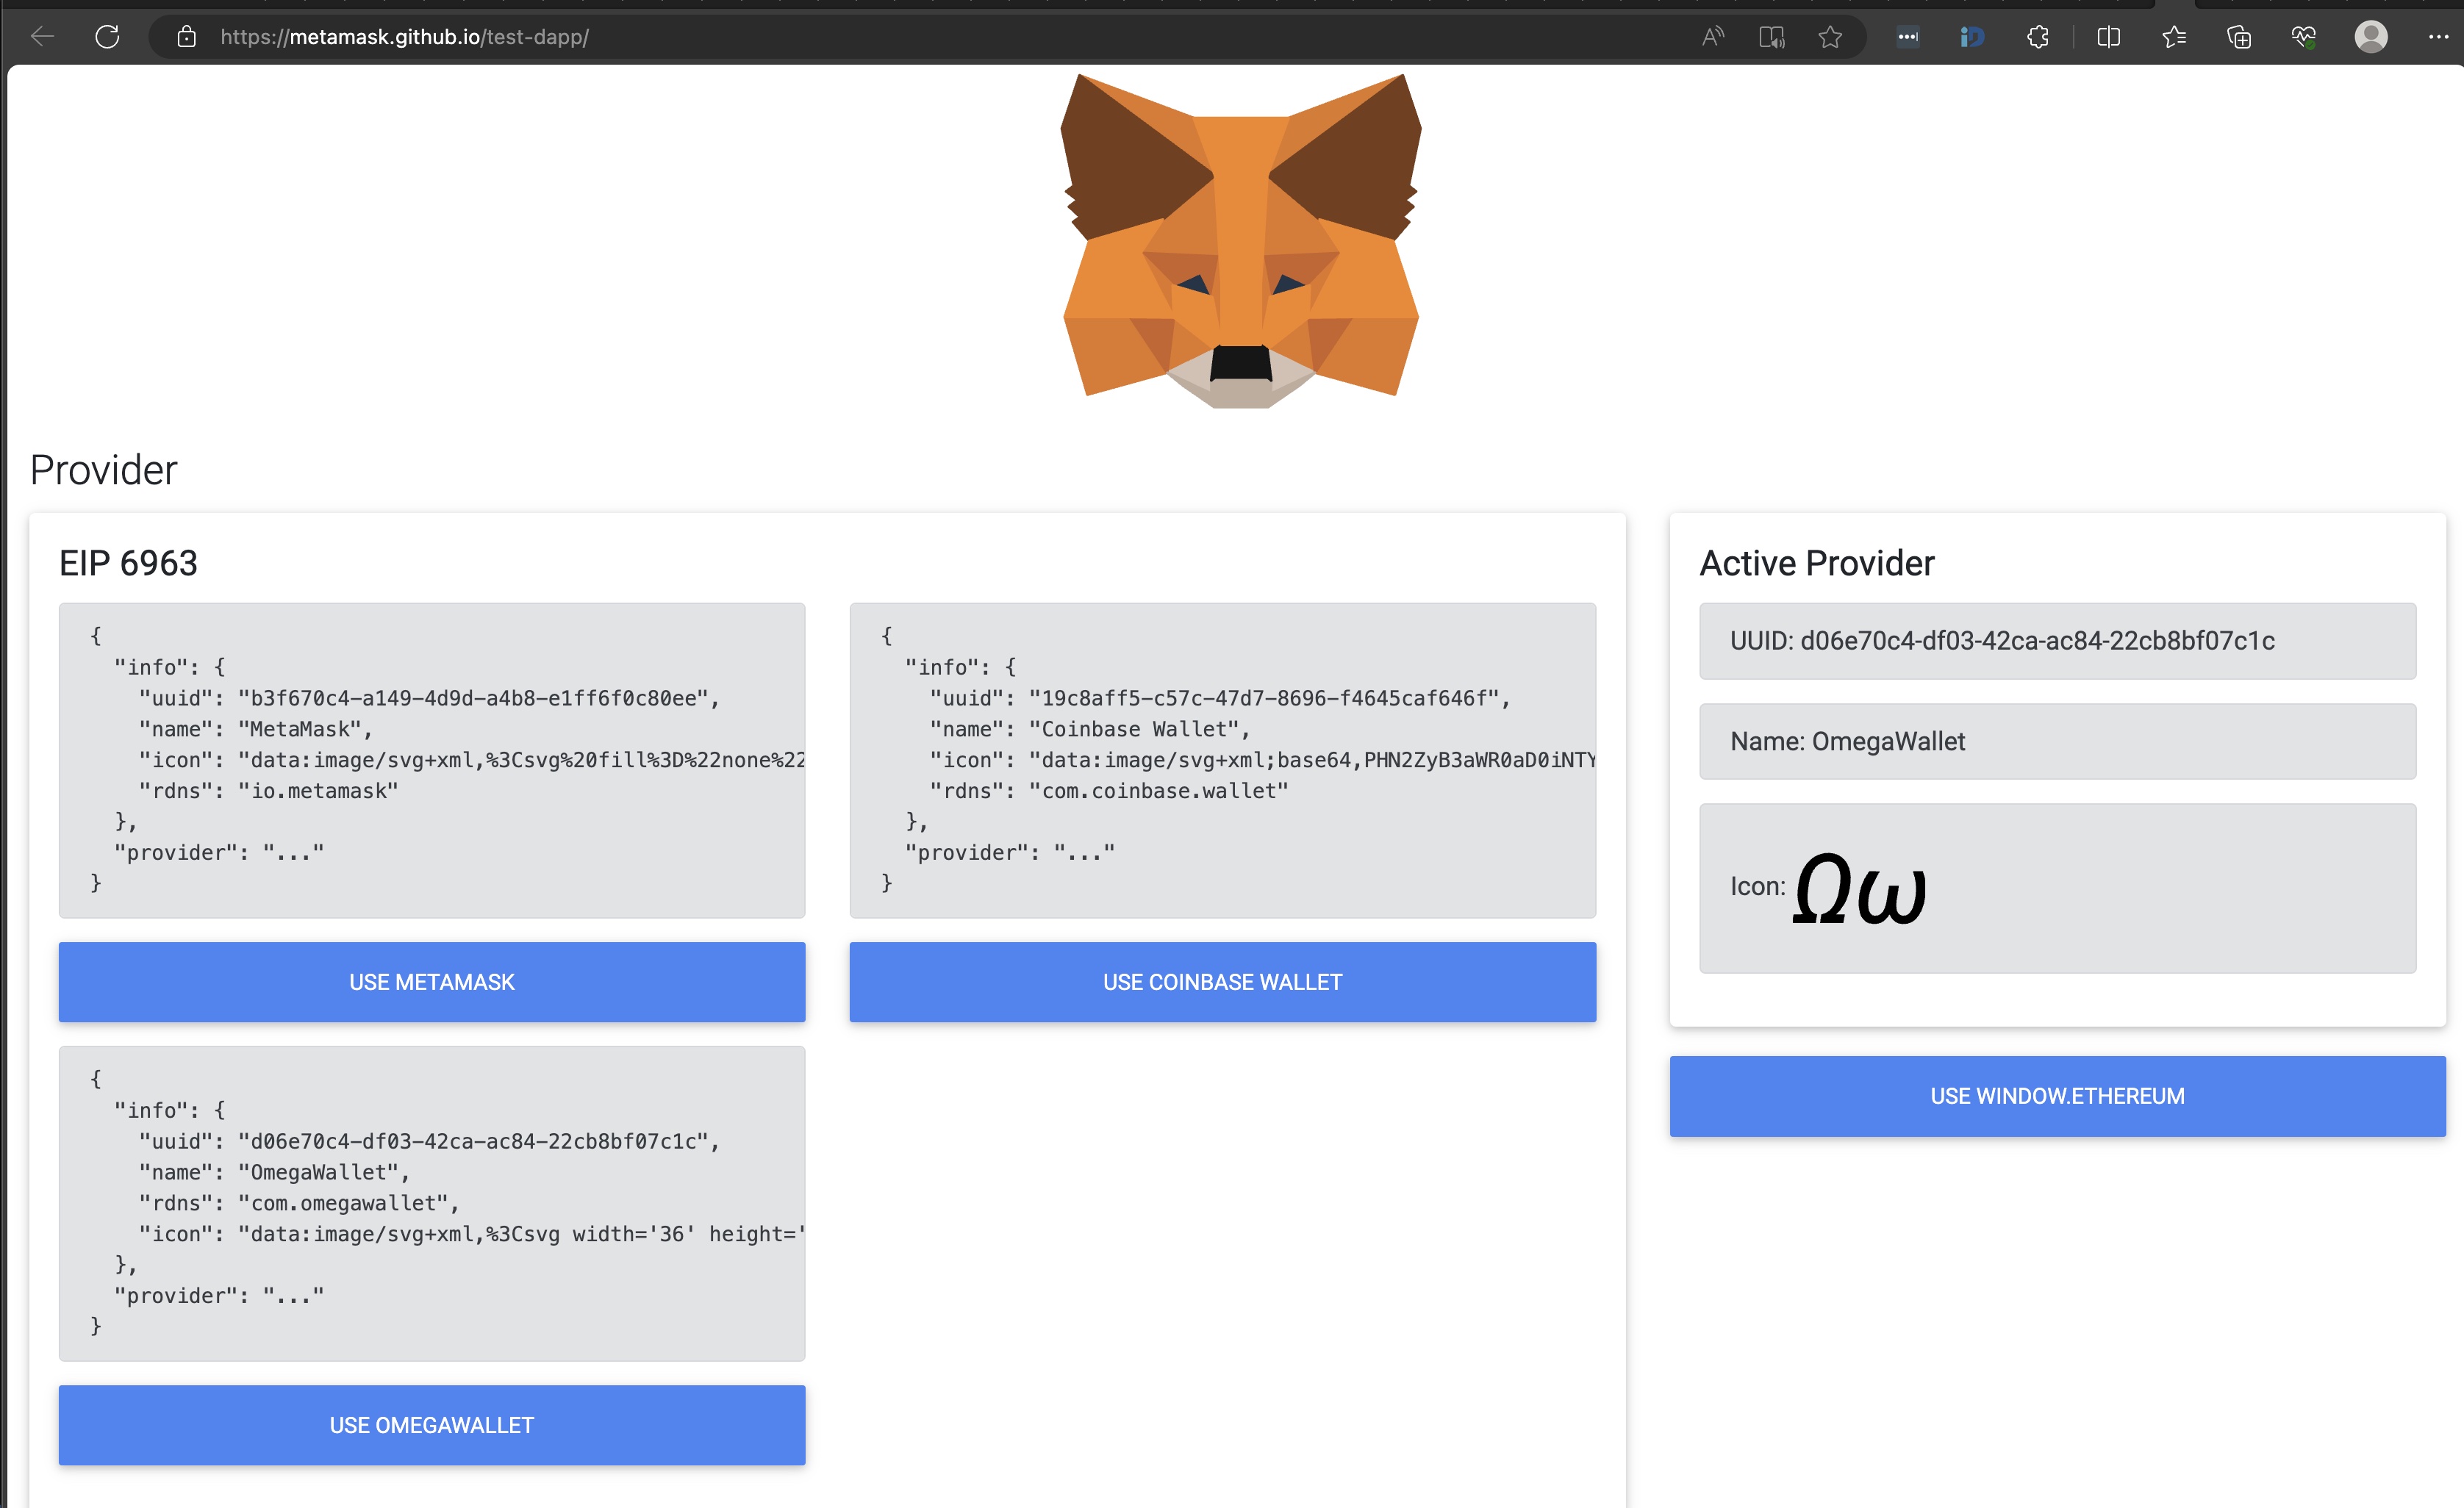 https://metamask.github.io/test-dapp/
Provider
EIP 6963
{
"info": {
"uuid": "b3f670c4-a149-4d9d-a4b8-e1ff6f0c80ee",
"name": "MetaMask",
"icon": "data:image/svg+xml,%3Csvg%20fill%3D%22none%22
"rdns": "io.metamask"
},
"provider": "..."
}
USE METAMASK
{
"info": {
"uuid": "19c8aff5-c57c-47d7-8696-f4645caf646f",
"name": "Coinbase Wallet",
"icon": "data:image/svg+xml;base64,PHN2ZyB3aWR0aD0iNTY
"rdns": "com.coinbase.wallet"
},
"provider": "..."
}
USE COINBASE WALLET
{
"info": {
"uuid": "d06e70c4-df03-42ca-ac84-22cb8bf07c1c",
"name": "OmegaWallet",
"rdns": "com.omegawallet",
"icon": "data:image/svg+xml,%3Csvg width='36' height='
},
"provider": "..."
}
USE OMEGAWALLET
Active Provider
UUID: d06e70c4-df03-42ca-ac84-22cb8bf07c1c
Name: OmegaWallet
Icon: Ωω
USE WINDOW.ETHEREUM